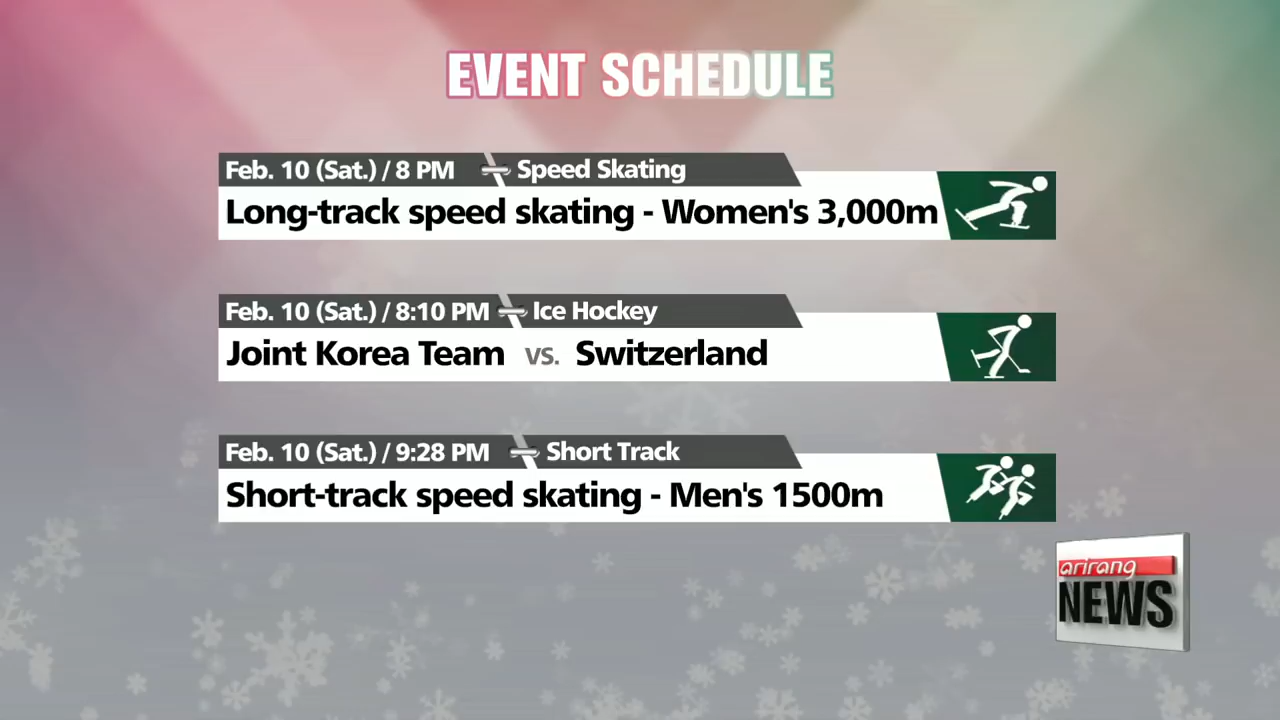 EVENT SCHEDULE
Feb. 10 (Sat.) / 8 PM Speed Skating
Long-track speed skating - Women's 3,000m
Feb. 10 (Sat.) / 8:10 PM Ice Hockey
Joint Korea Team vs. Switzerland
Feb. 10 (Sat.) / 9:28 PM Short Track
Short-track speed skating - Men's 1500m
arirang
NEWS